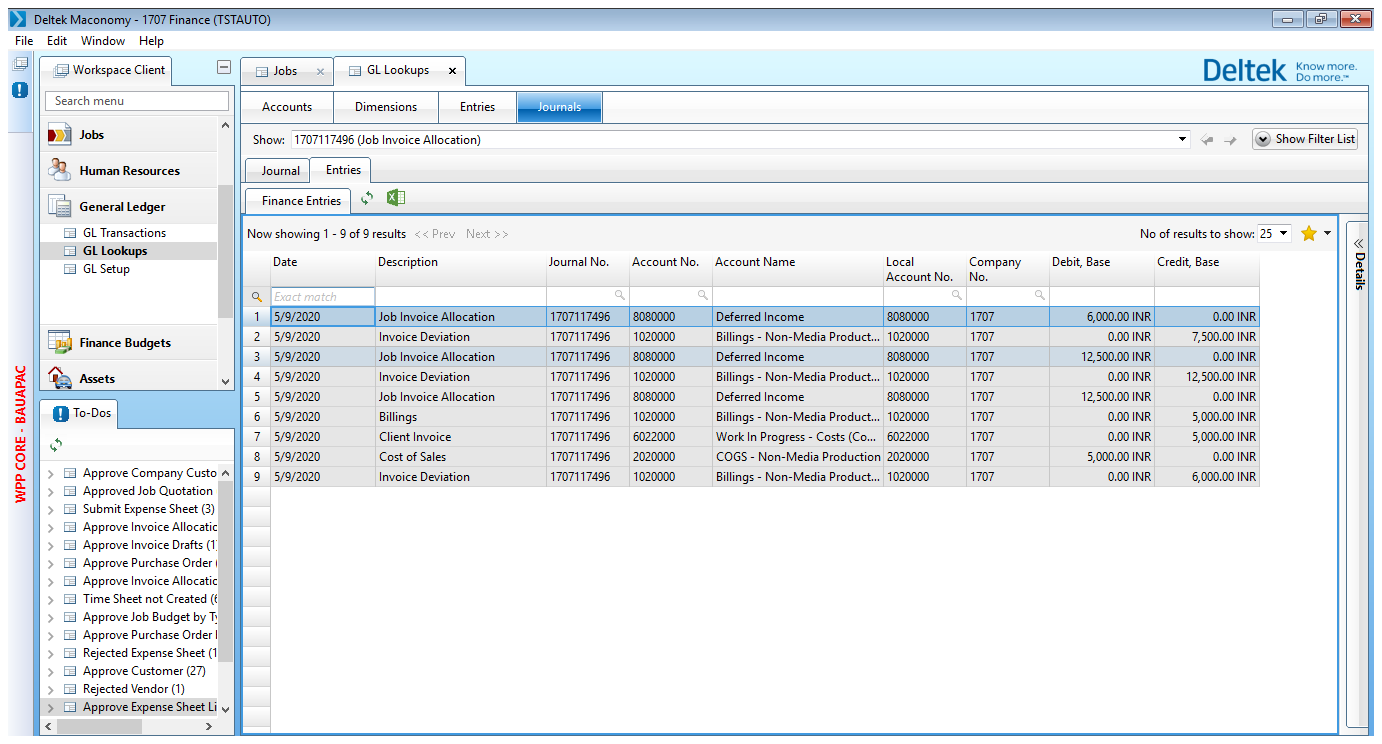 Deltek Maconomy - 1707 Finance (TSTAUTO)
File Edit Window Help
Workspace Client
Search menu
Jobs
Human Resources
General Ledger
GL Transactions
GL Lookups
GL Setup
Finance Budgets
Assets
To-Dos
Approve Company Custo
Approved Job Quotation
Submit Expense Sheet (3)
Approve Invoice Allocatic
Approve Invoice Drafts (1
Approve Purchase Order (
Approve Invoice Allocatic
Time Sheet not Created (6
Approve Job Budget by Ty
Approve Purchase Order
Rejected Expense Sheet (1
Approve Customer (27)
Rejected Vendor (1)
Approve Expense Sheet Li
WPP CORE - BAUAPAC
Jobs GL Lookups
Deltek Know more.
Do more.™
Accounts Dimensions Entries Journals
Show: 1707117496 (Job Invoice Allocation) Show Filter List
Journal Entries
Finance Entries
Now showing 1 - 9 of 9 results << Prev Next >> No of results to show: 25
Date Description Journal No. Account No. Account Name Local Account No. Company No. Debit, Base Credit, Base
Exact match
1 5/9/2020 Job Invoice Allocation 1707117496 8080000 Deferred Income 8080000 1707 6,000.00 INR 0.00 INR
2 5/9/2020 Invoice Deviation 1707117496 1020000 Billings - Non-Media Product... 1020000 1707 0.00 INR 7,500.00 INR
3 5/9/2020 Job Invoice Allocation 1707117496 8080000 Deferred Income 8080000 1707 12,500.00 INR 0.00 INR
4 5/9/2020 Invoice Deviation 1707117496 1020000 Billings - Non-Media Product... 1020000 1707 0.00 INR 12,500.00 INR
5 5/9/2020 Job Invoice Allocation 1707117496 8080000 Deferred Income 8080000 1707 12,500.00 INR 0.00 INR
6 5/9/2020 Billings 1707117496 1020000 Billings - Non-Media Product... 1020000 1707 0.00 INR 5,000.00 INR
7 5/9/2020 Client Invoice 1707117496 6022000 Work In Progress - Costs (Co... 6022000 1707 0.00 INR 5,000.00 INR
8 5/9/2020 Cost of Sales 1707117496 2020000 COGS - Non-Media Production 2020000 1707 5,000.00 INR 0.00 INR
9 5/9/2020 Invoice Deviation 1707117496 1020000 Billings - Non-Media Product... 1020000 1707 0.00 INR 6,000.00 INR
Details